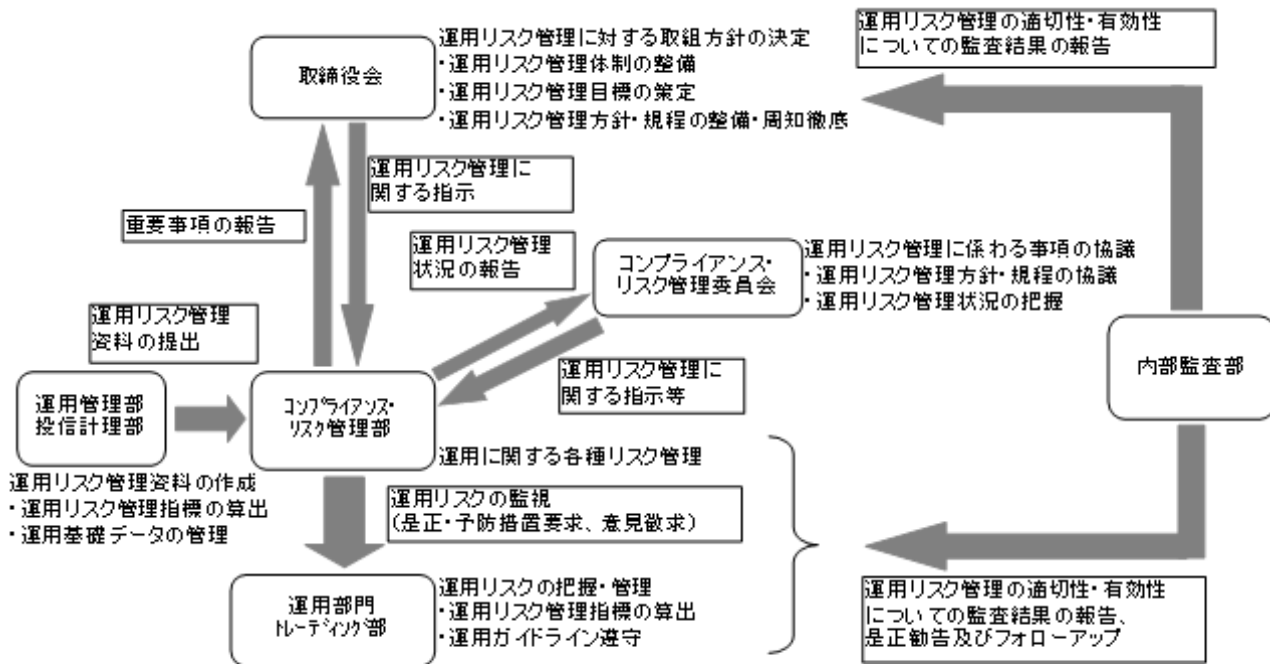 取締役会
運用リスク管理に対する取組方針の決定
・運用リスク管理体制の整備
・運用リスク管理目標の策定
・運用リスク管理方針・規程の整備・周知徹底
運用リスク管理の適切性・有効性
についての監査結果の報告
重要事項の報告
運用リスク管理に
関する指示
運用リスク管理
状況の報告
コンプライアンス・
リスク管理委員会
運用リスク管理に係わる事項の協議
・運用リスク管理方針・規程の協議
・運用リスク管理状況の把握
運用リスク管理
資料の提出
運用リスク管理に
関する指示等
内部監査部
運用管理部
投信計理部
コンプライアンス・
リスク管理部
運用に関する各種リスク管理
運用リスク管理資料の作成
・運用リスク管理指標の算出
・運用基礎データの管理
運用リスクの監視
(是正・予防措置要求、意見徴求)
運用部門
トレーディング部
運用リスクの把握・管理
・運用リスク管理指標の算出
・運用ガイドライン遵守
運用リスク管理の適切性・有効性
についての監査結果の報告、
是正勧告及びフォローアップ